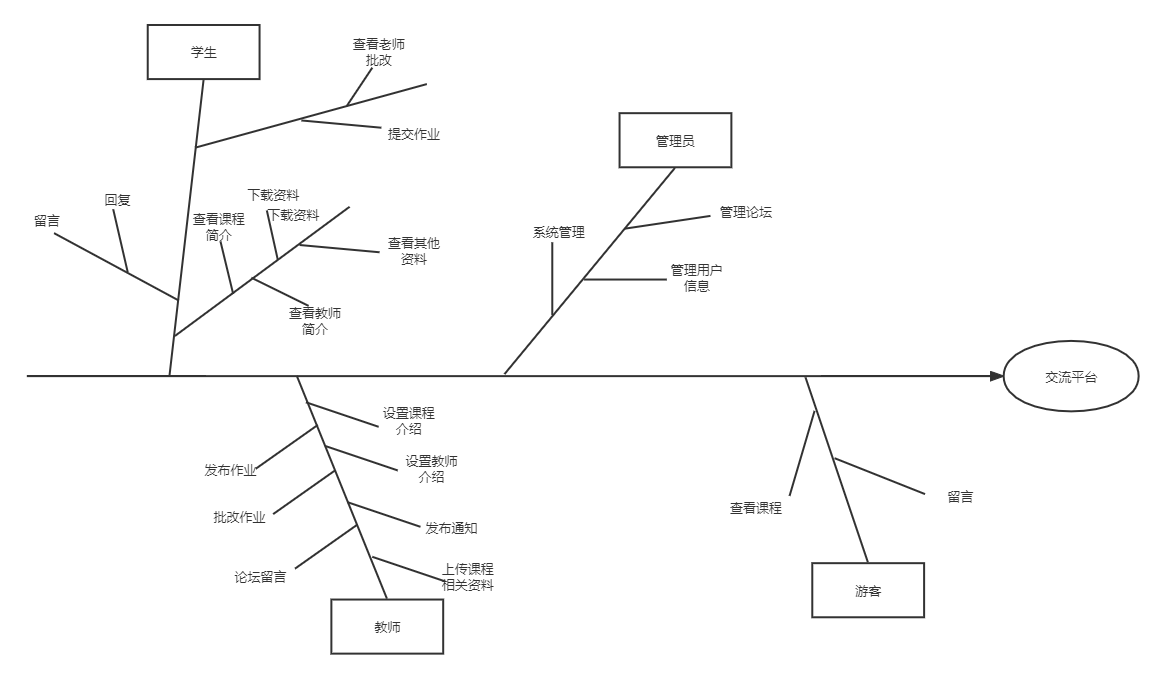 学生
查看老师
批改
提交作业
管理员
回复
留言
下载资料
下载资料
查看课程
简介
查看其他
资料
查看教师
简介
管理论坛
系统管理
管理用户
信息
交流平台
设置课程
介绍
发布作业
设置教师
介绍
批改作业
发布通知
论坛留言
上传课程
相关资料
教师
查看课程
留言
游客